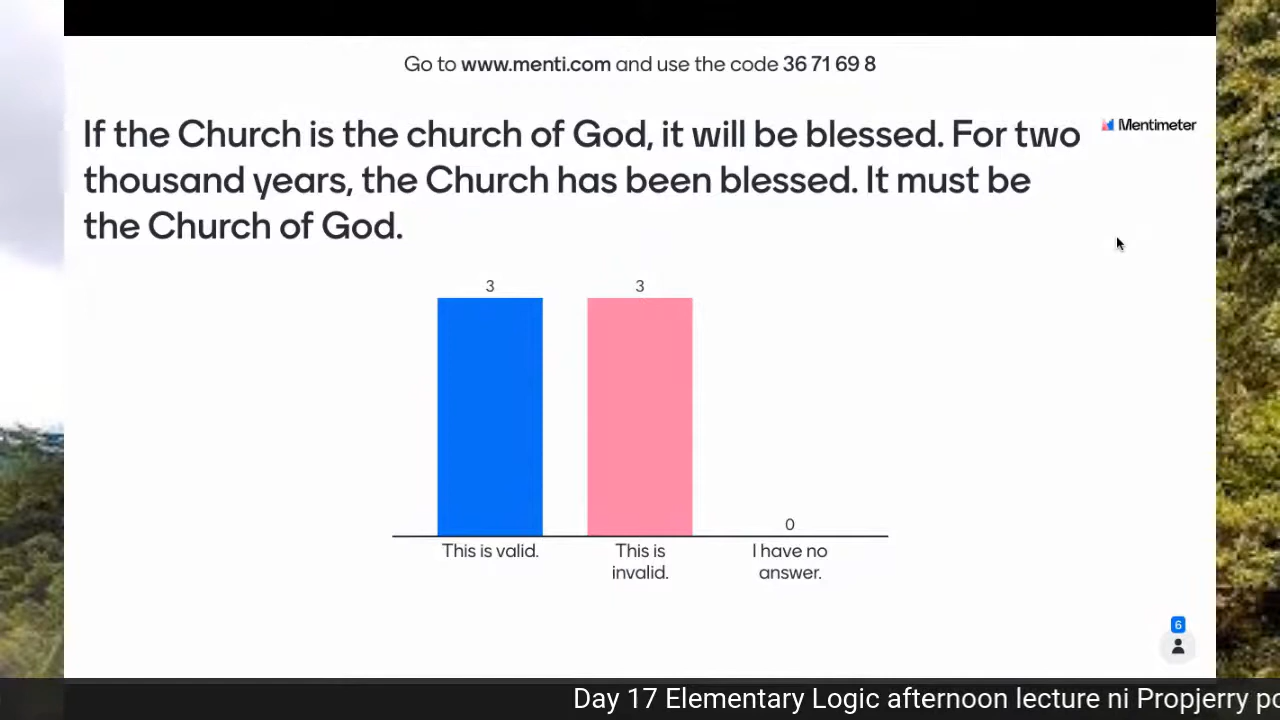 Go to www.menti.com and use the code 36 71 69 8
If the Church is the church of God, it will be blessed. For two
thousand years, the Church has been blessed. It must be
the Church of God.
Mentimeter
3
3
0
This is valid.
This is
invalid.
I have no
answer.
6
Day 17 Elementary Logic afternoon lecture ni Propjerry